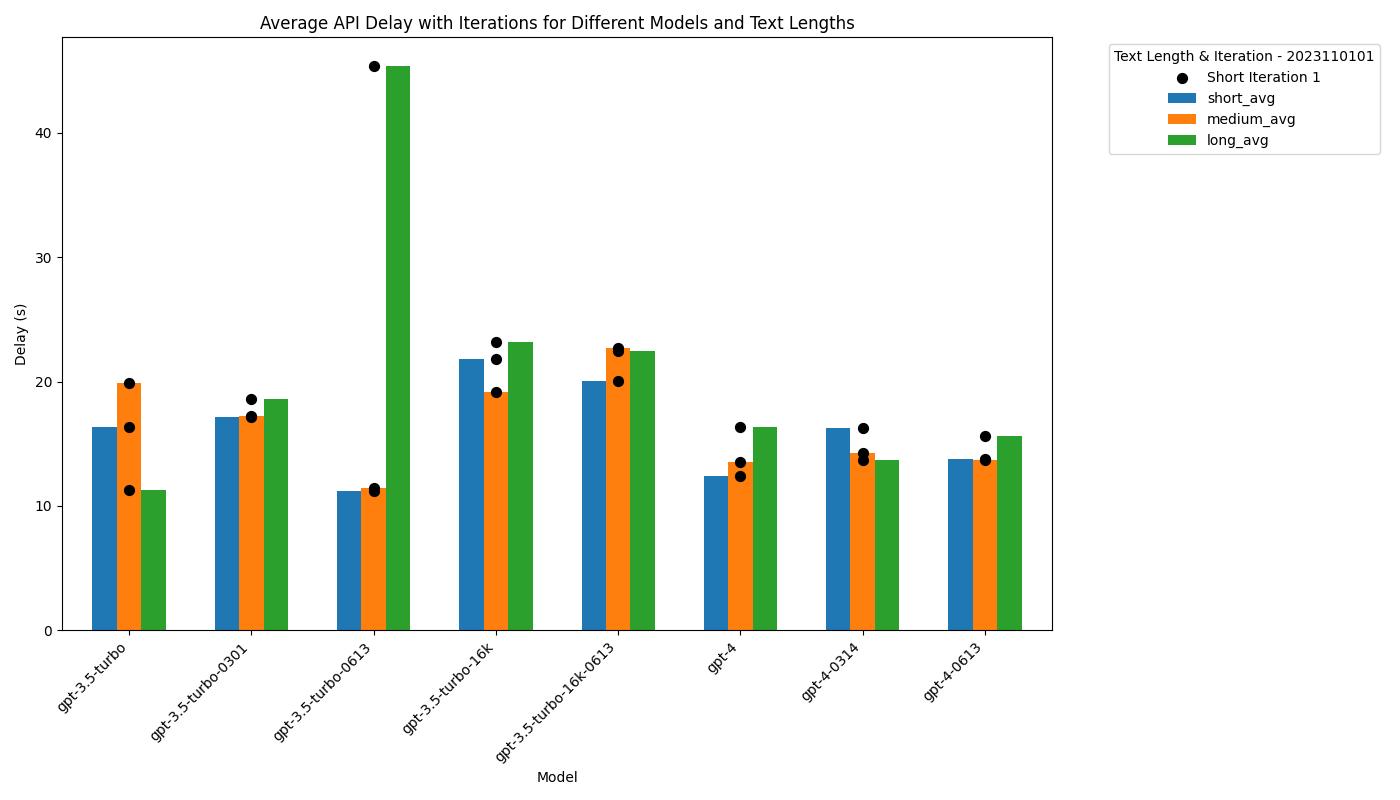 Average API Delay with Iterations for Different Models and Text Lengths
Text Length & Iteration - 2023110101
Short Iteration 1
short_avg
medium_avg
long_avg
Delay (s)
40
30
20
10
0
gpt-3.5-turbo
gpt-3.5-turbo-0301
gpt-3.5-turbo-0613
gpt-3.5-turbo-16k
gpt-3.5-turbo-16k-0613
gpt-4
gpt-4-0314
gpt-4-0613
Model